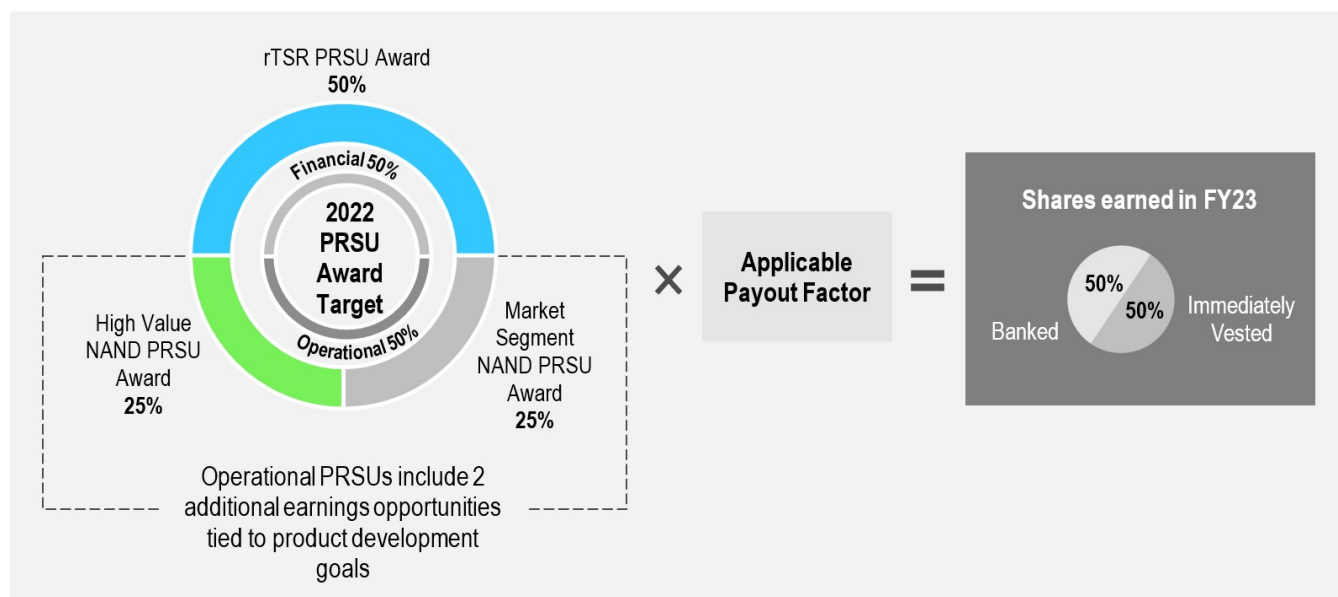 rTSR PRSU Award
50%
Financial 50%
2022
PRSU
Award
Target
Operational 50%
High Value
NAND PRSU
Award
25%
Market
Segment
NAND PRSU
Award
25%
Operational PRSUs include 2
additional earnings opportunities
tied to product development
goals
×
Applicable
Payout Factor
=
Shares earned in FY23
50%
50%
Banked
Immediately
Vested